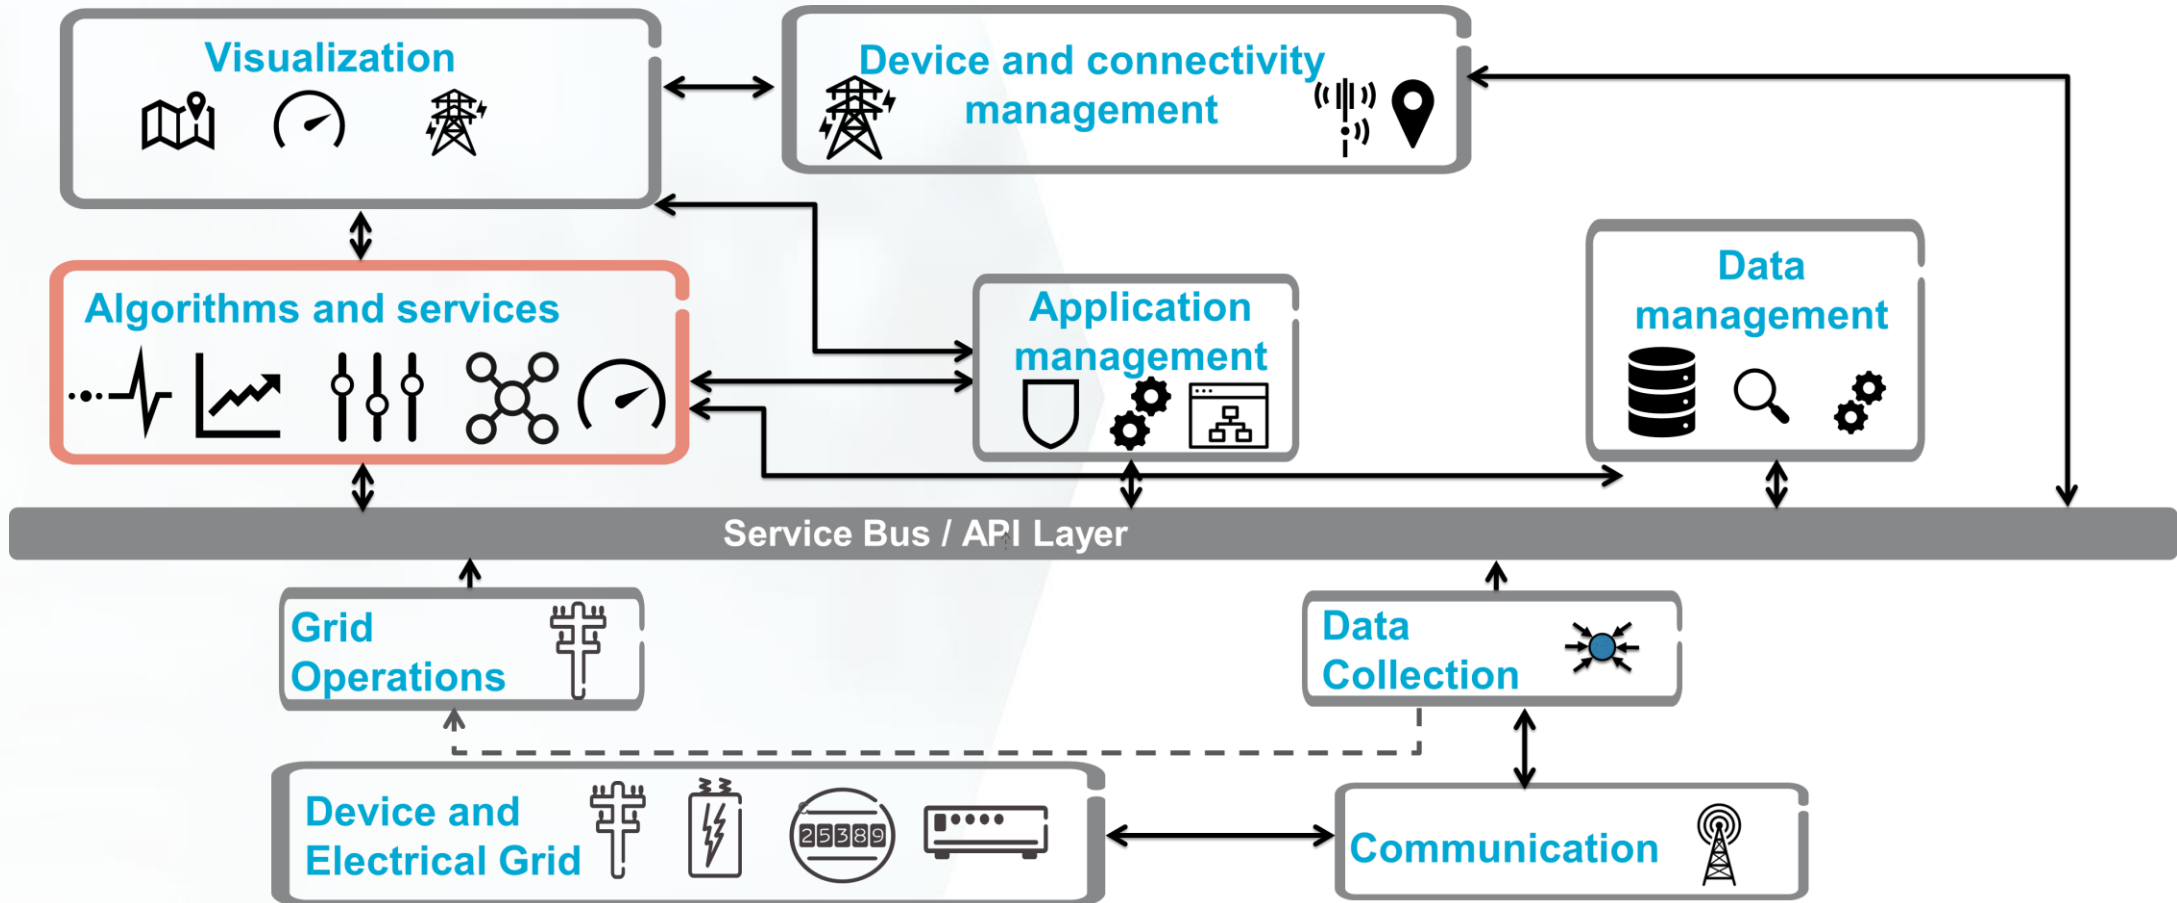 Visualization
Device and connectivity
management
Algorithms and services
Application
management
Data
management
Service Bus / API Layer
Grid
Operations
Data
Collection
Device and
Electrical Grid
25389
Communication